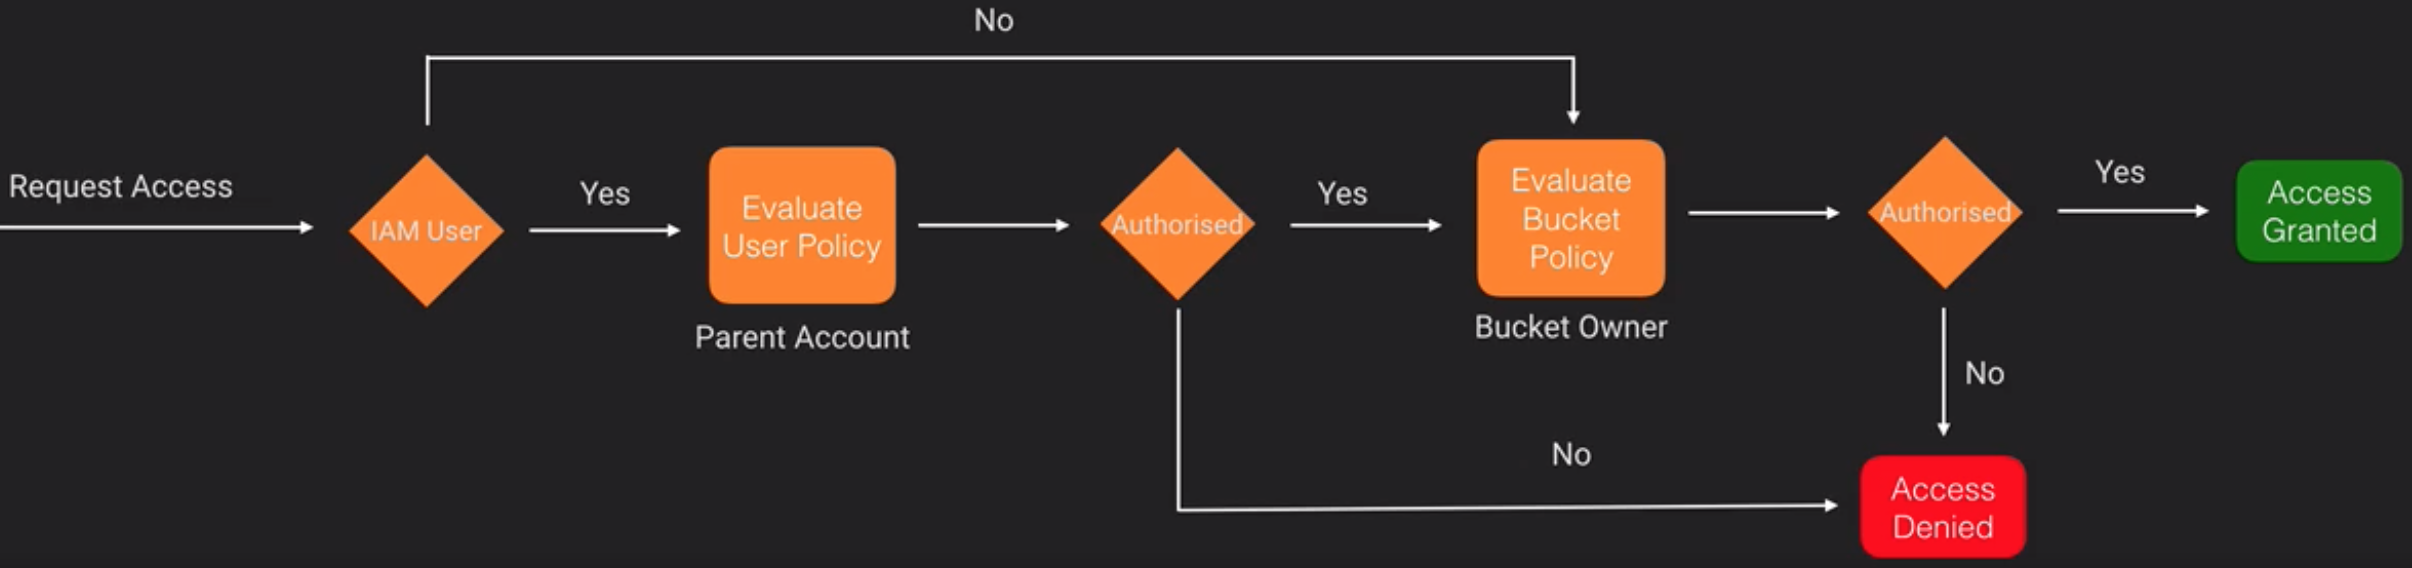 No
Request Access
IAM User
Yes
Evaluate
User Policy
Parent Account
Authorised
Yes
Evaluate
Bucket
Policy
Bucket Owner
Authorised
Yes
Access
Granted
No
No
Access
Denied